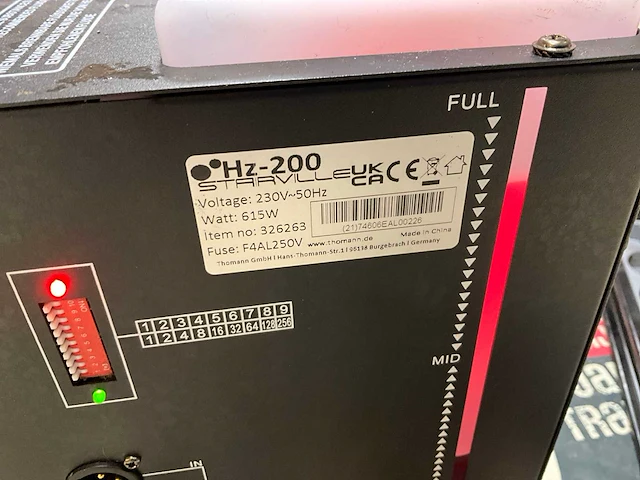 FULL
Hz-200
STAIRVILLE
UK
CA CE
Voltage: 230V~50Hz
Watt: 615W
Item no: 326263
(21)74606EAL00226
Fuse: F4AL250V www.thomann.de Made in China
Thomann GmbH | Hans-Thomann-Str.1 | 96138 Burgebrach | Germany
1 2 3 4 5 6 7 8 9
1 2 4 8 16 32 64 128 256
MID
IN